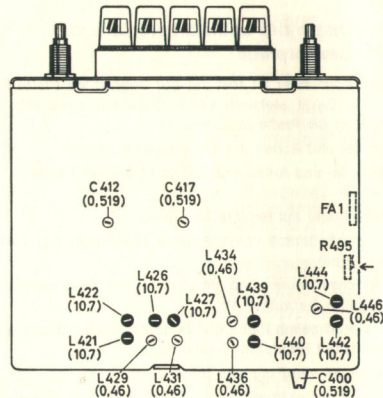 C 412
(0,519)
C 417
(0,519)
FA 1
R 495
L434
(0,46)
L444
(10,7)
L426
(10,7)
L427
(10,7)
L439
(10,7)
L422
(10,7)
L446
(0,46)
L421
(10,7)
L440
(10,7)
L442
(10,7)
L429
(0,46)
L431
(0,46)
L436
(0,46)
C 400
(0,519)